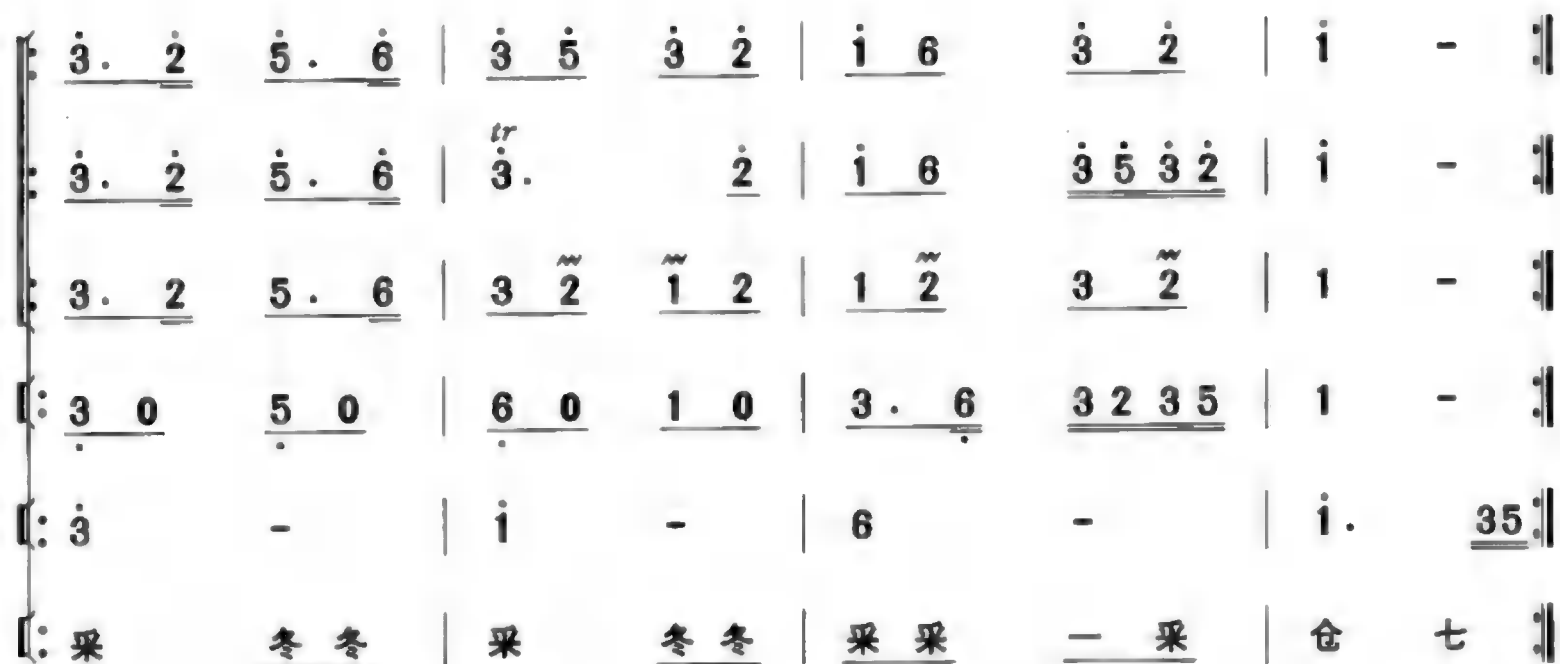 3̇. 2̇ 5̇. 6̇ | 3̇ 5̇ 3̇ 2̇ | 1̇ 6 3̇ 2̇ | 1̇ - :||
tr
3̇. 2̇ 5̇. 6̇ | 3̇. 2̇ | 1̇ 6 3̇ 5̇ 3̇ 2̇ | 1̇ - :||
3. 2 5. 6 | 3 2 1 2 | 1 2 3 2 | 1 - :||
3̣ 0 5̣ 0 | 6̣ 0 1 0 | 3. 6̣ 3 2 3 5 | 1 - :||
3̇ - | 1̇ - | 6 - | 1̇. 35 :||
采 冬冬 | 采 冬冬 | 采采 一采 | 仓 七 :||